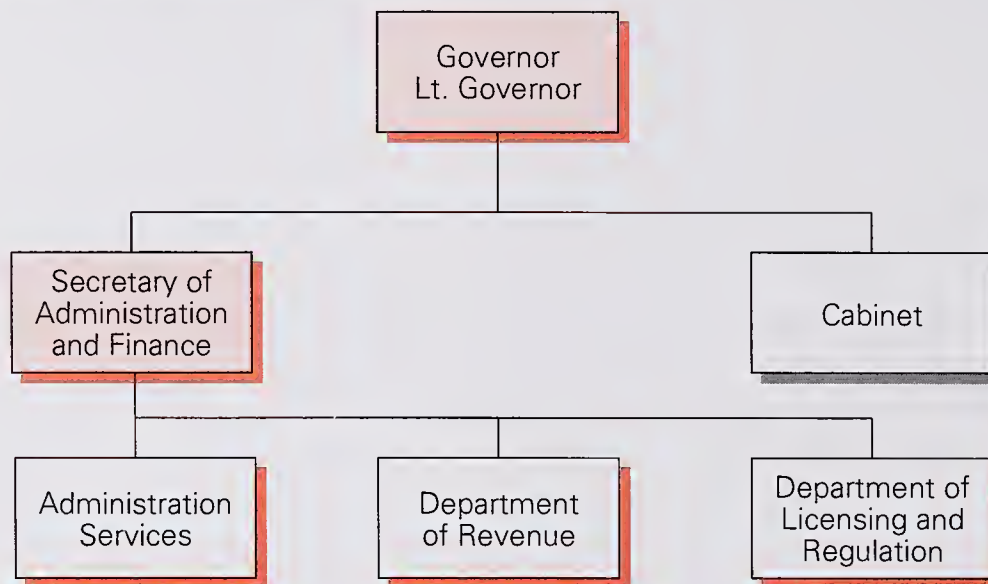 Governor
Lt. Governor
Secretary of
Administration
and Finance
Cabinet
Administration
Services
Department
of Revenue
Department of
Licensing and
Regulation